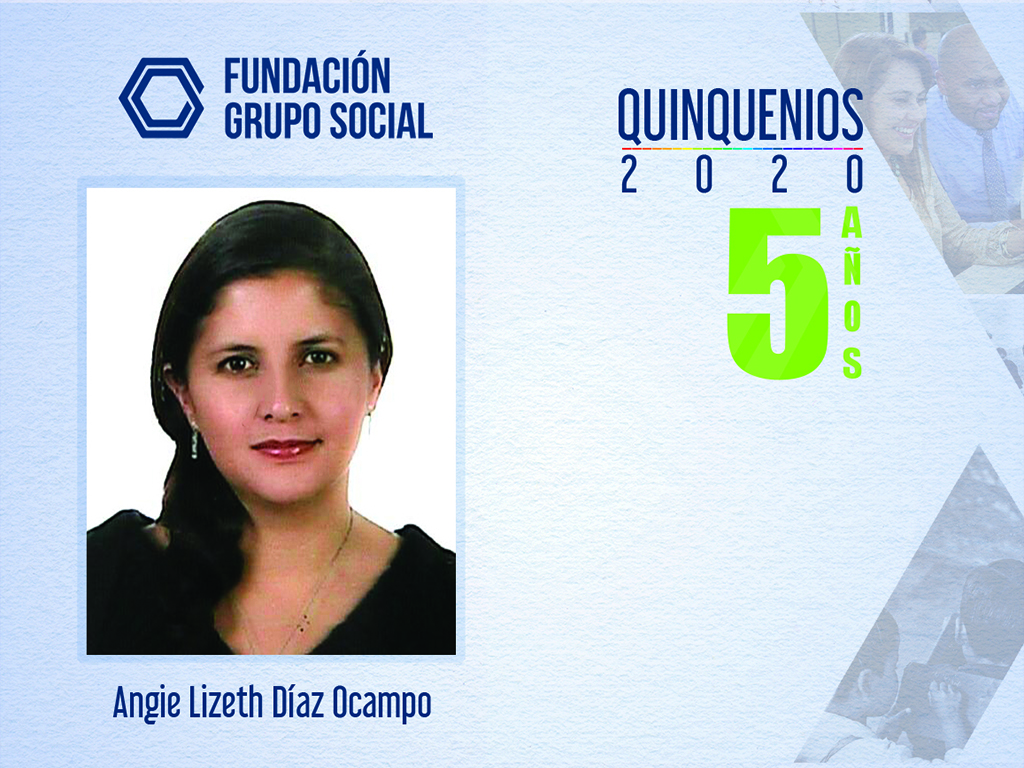 FUNDACIÓN
GRUPO SOCIAL
QUINQUENIOS
2020
5 AÑOS
Angie Lizeth Díaz Ocampo